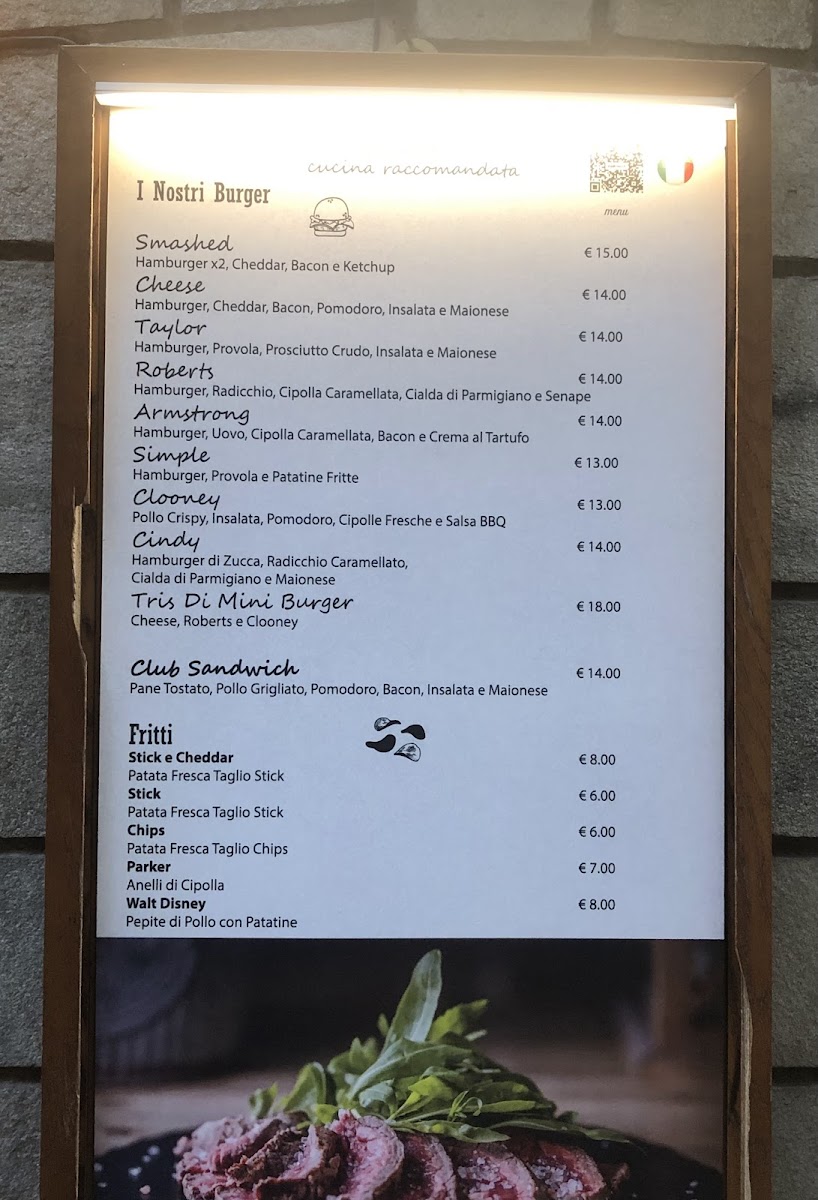 cucina raccomandata
I Nostri Burger
menu
Smashed € 15.00
Hamburger x2, Cheddar, Bacon e Ketchup
Cheese € 14.00
Hamburger, Cheddar, Bacon, Pomodoro, Insalata e Maionese
Taylor € 14.00
Hamburger, Provola, Prosciutto Crudo, Insalata e Maionese
Roberts € 14.00
Hamburger, Radicchio, Cipolla Caramellata, Cialda di Parmigiano e Senape
Armstrong € 14.00
Hamburger, Uovo, Cipolla Caramellata, Bacon e Crema al Tartufo
Simple € 13.00
Hamburger, Provola e Patatine Fritte
Clooney € 13.00
Pollo Crispy, Insalata, Pomodoro, Cipolle Fresche e Salsa BBQ
Cindy € 14.00
Hamburger di Zucca, Radicchio Caramellato,
Cialda di Parmigiano e Maionese
Tris Di Mini Burger € 18.00
Cheese, Roberts e Clooney
Club Sandwich € 14.00
Pane Tostato, Pollo Grigliato, Pomodoro, Bacon, Insalata e Maionese
Fritti
Stick e Cheddar € 8.00
Patata Fresca Taglio Stick
Stick € 6.00
Patata Fresca Taglio Stick
Chips € 6.00
Patata Fresca Taglio Chips
Parker € 7.00
Anelli di Cipolla
Walt Disney € 8.00
Pepite di Pollo con Patatine